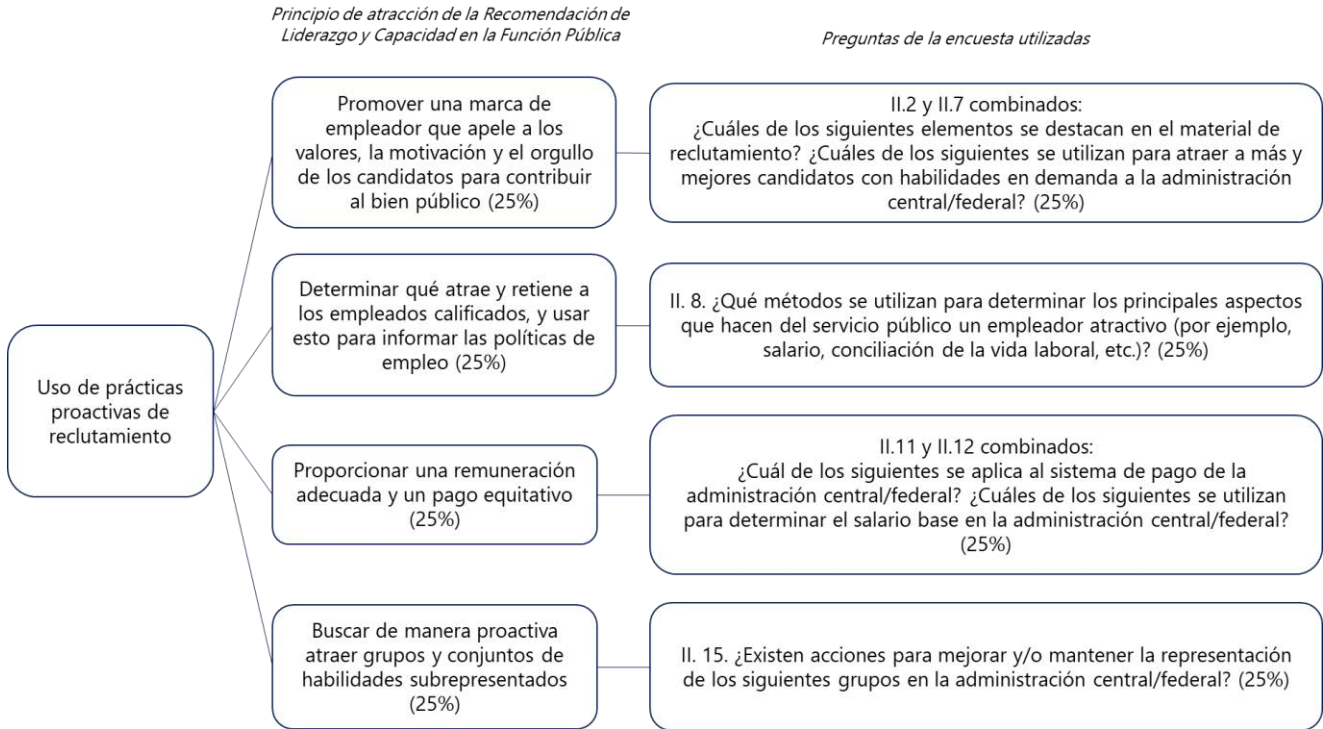 Principio de atracción de la Recomendación de
Liderazgo y Capacidad en la Función Pública
Preguntas de la encuesta utilizadas
Uso de prácticas
proactivas de
reclutamiento
Promover una marca de
empleador que apele a los
valores, la motivación y el orgullo
de los candidatos para contribuir
al bien público (25%)
II.2 y II.7 combinados:
¿Cuáles de los siguientes elementos se destacan en el material de
reclutamiento? ¿Cuáles de los siguientes se utilizan para atraer a más y
mejores candidatos con habilidades en demanda a la administración
central/federal? (25%)
Determinar qué atrae y retiene a
los empleados calificados, y usar
esto para informar las políticas de
empleo (25%)
II. 8. ¿Qué métodos se utilizan para determinar los principales aspectos
que hacen del servicio público un empleador atractivo (por ejemplo,
salario, conciliación de la vida laboral, etc.)? (25%)
Proporcionar una remuneración
adecuada y un pago equitativo
(25%)
II.11 y II.12 combinados:
¿Cuál de los siguientes se aplica al sistema de pago de la
administración central/federal? ¿Cuáles de los siguientes se utilizan
para determinar el salario base en la administración central/federal?
(25%)
Buscar de manera proactiva
atraer grupos y conjuntos de
habilidades subrepresentados
(25%)
II. 15. ¿Existen acciones para mejorar y/o mantener la representación
de los siguientes grupos en la administración central/federal? (25%)